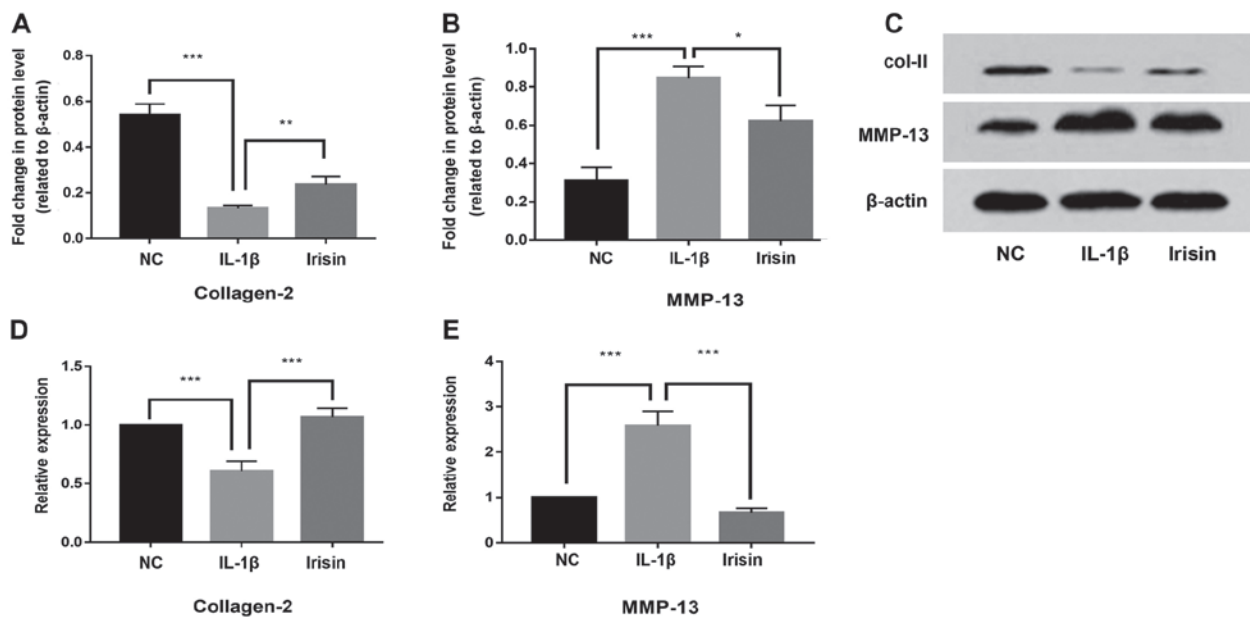 A
Fold change in protein level
(related to β-actin)
0.8
0.6
0.4
0.2
0.0
***
**
NC IL-1β Irisin
Collagen-2
B
Fold change in protein level
(related to β-actin)
1.0
0.8
0.6
0.4
0.2
0.0
***
*
NC IL-1β Irisin
MMP-13
C
col-II
MMP-13
β-actin
NC IL-1β Irisin
D
Relative expression
1.5
1.0
0.5
0.0
***
***
NC IL-1β Irisin
Collagen-2
E
Relative expression
4
3
2
1
0
***
***
NC IL-1β Irisin
MMP-13